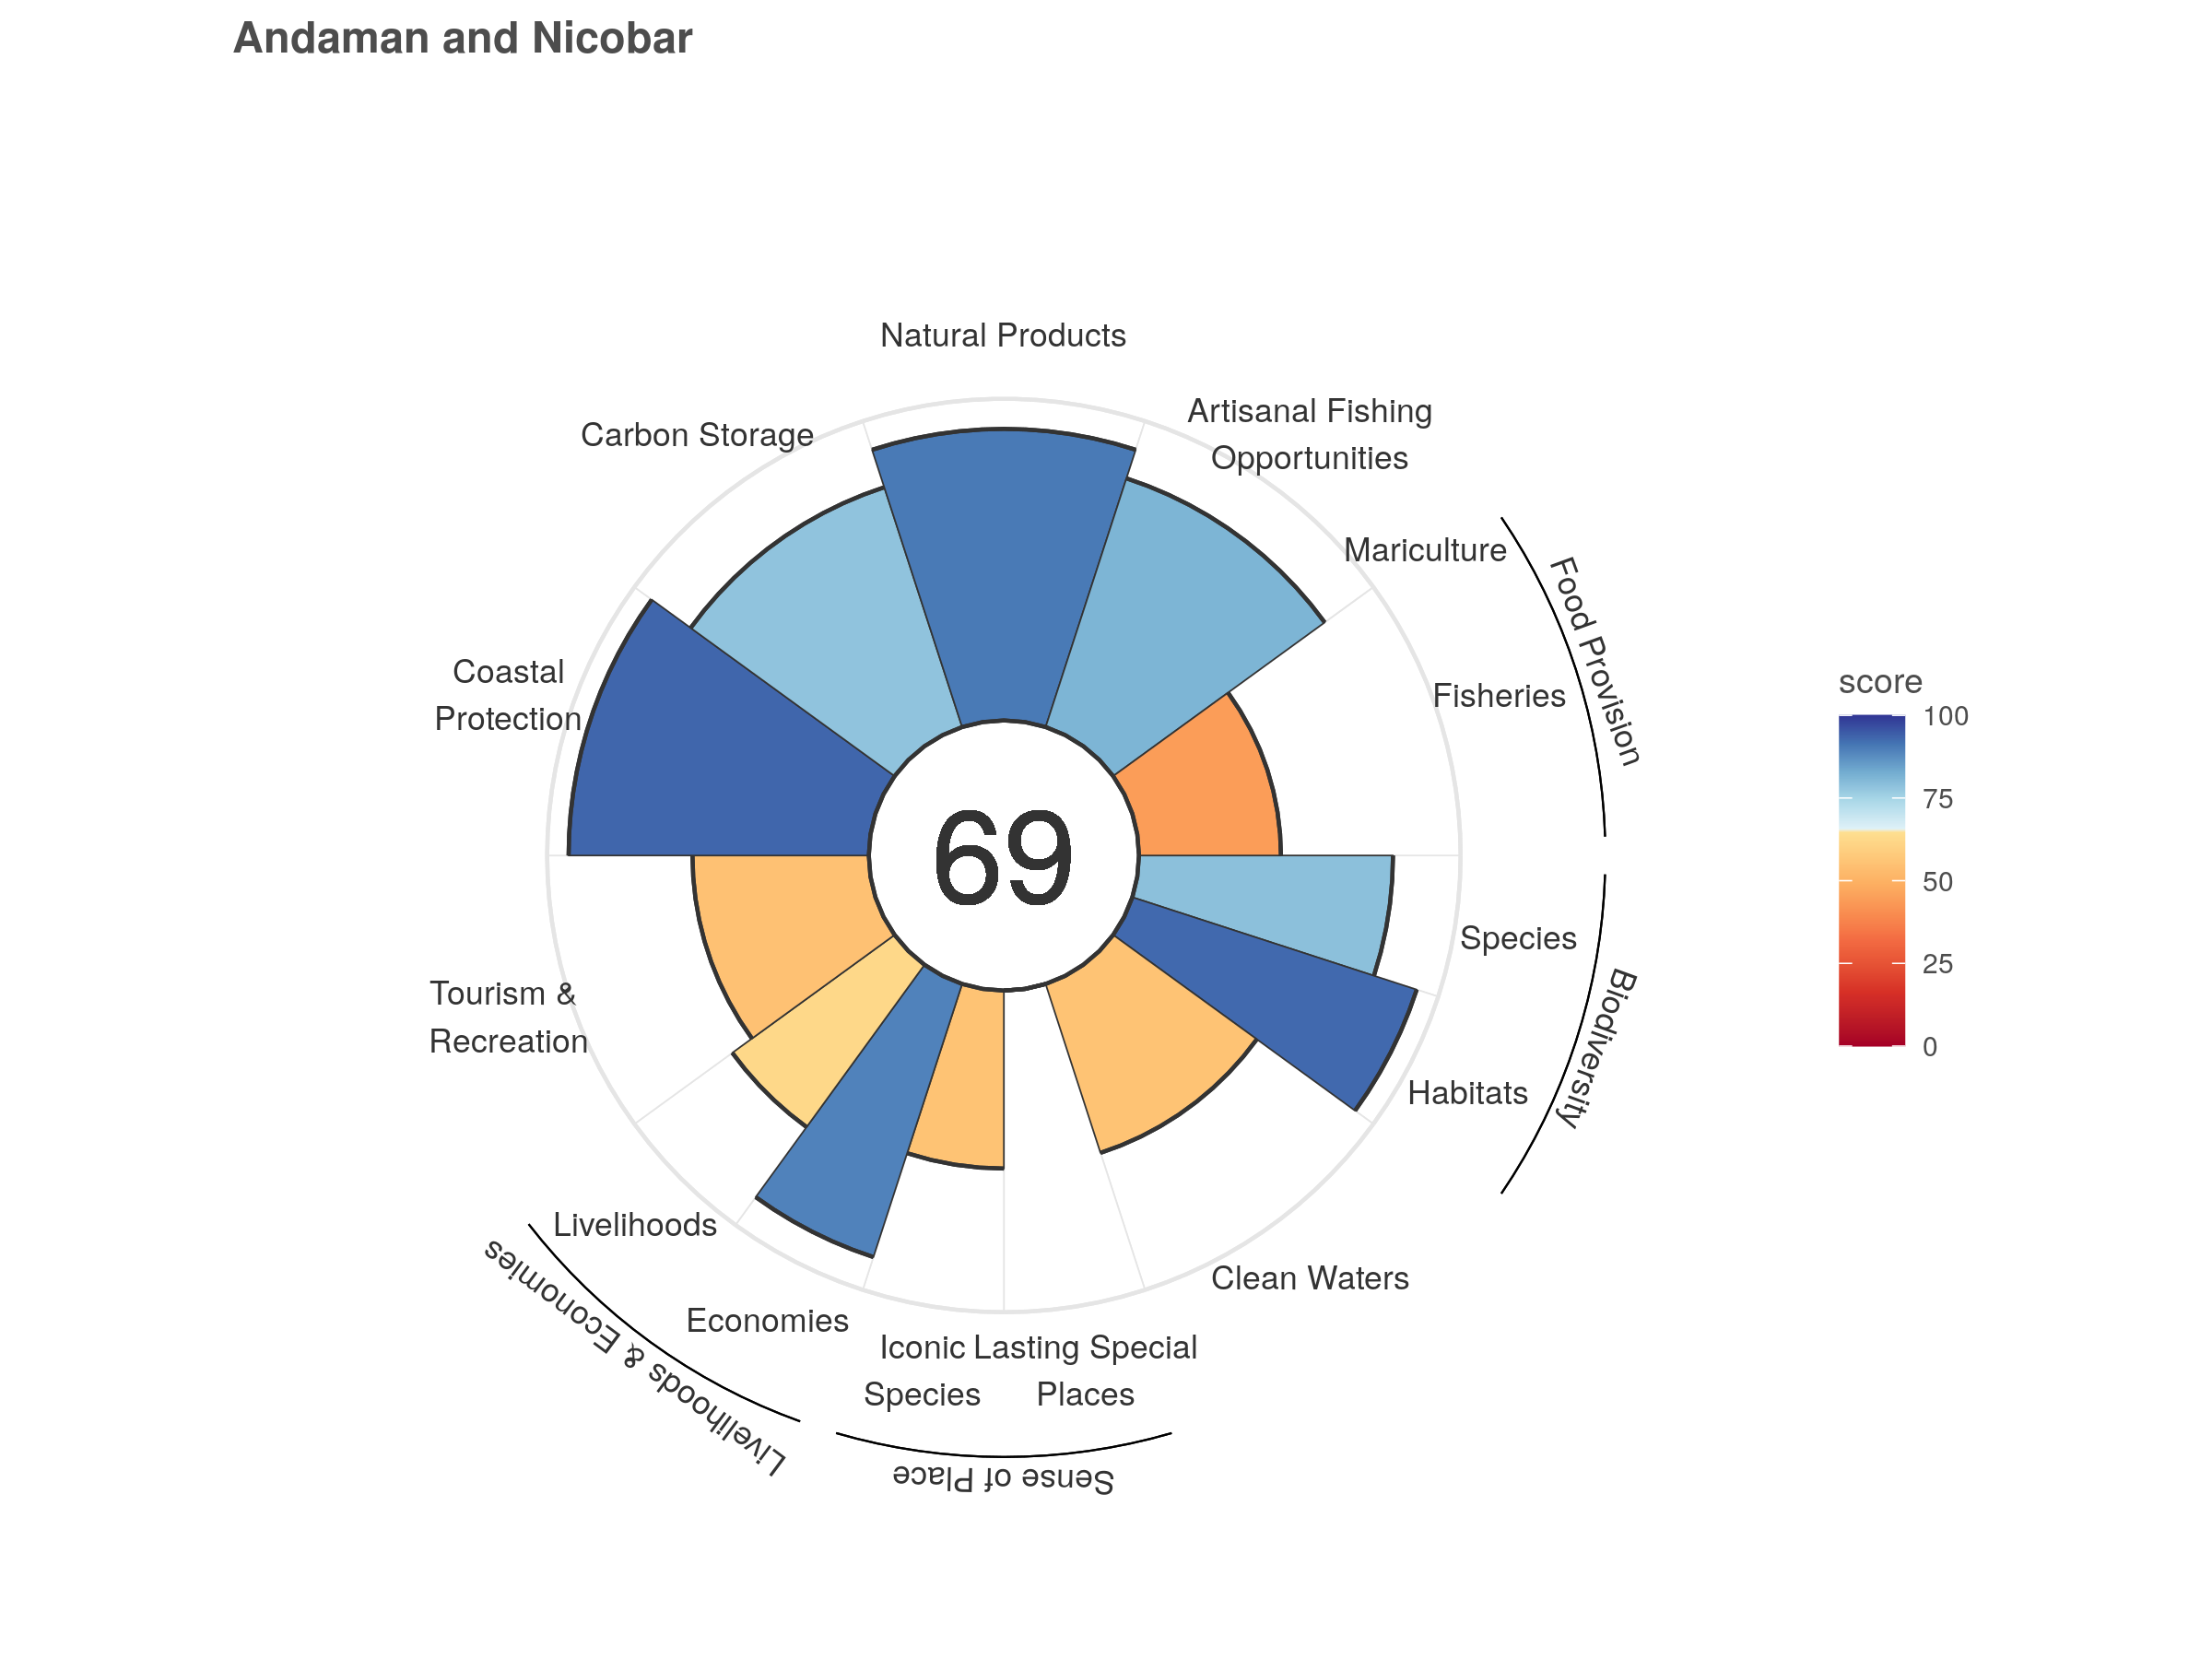 Andaman and Nicobar
Natural Products
Artisanal Fishing
Opportunities
Carbon Storage
Mariculture
Food Provision
Fisheries
Coastal
Protection
score
100
75
50
25
0
69
Species
Biodiversity
Habitats
Tourism &
Recreation
Livelihoods
Livelihoods & Economies
Economies
Clean Waters
Iconic
Species
Lasting Special
Places
Sense of Place